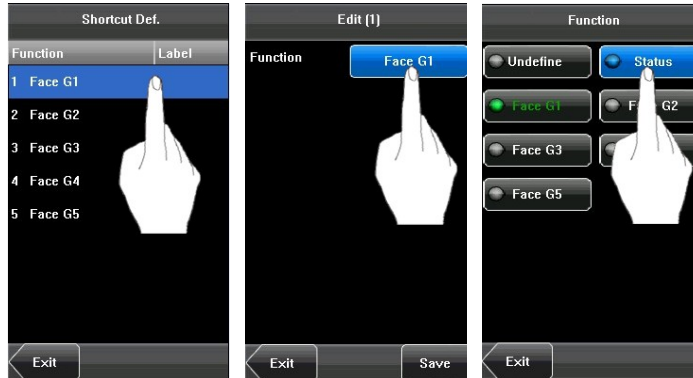 Shortcut Def.
Function Label
1 Face G1
2 Face G2
3 Face G3
4 Face G4
5 Face G5
Exit
Edit (1)
Function Face G1
Exit Save
Function
Undefine Status
Face G1 G2
Face G3
Face G5
Exit